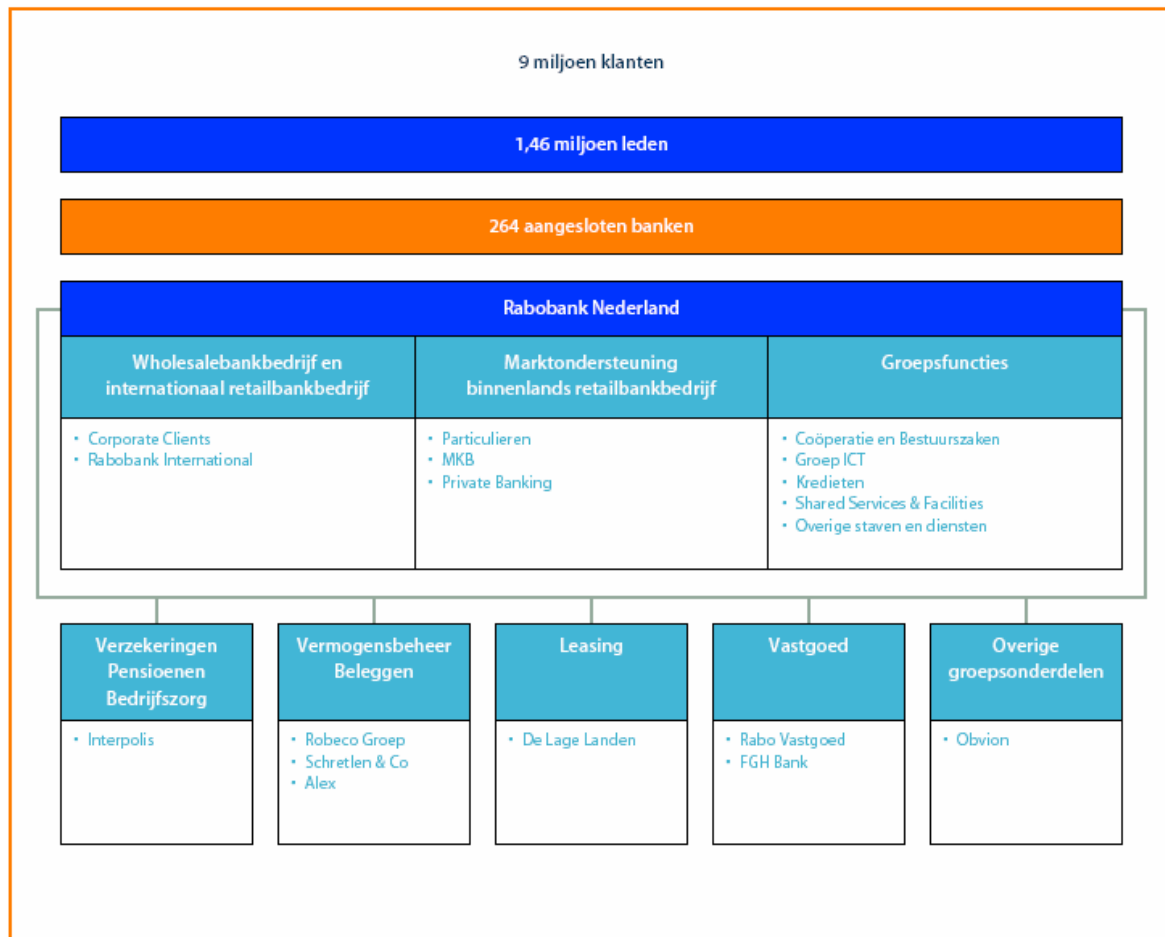 9 miljoen klanten
1,46 miljoen leden
264 aangesloten banken
Rabobank Nederland
Wholesalebankbedrijf en
internationaal retailbankbedrijf
• Corporate Clients
• Rabobank International
Marktondersteuning
binnenlands retailbankbedrijf
• Particulieren
• MKB
• Private Banking
Groepsfuncties
• Coöperatie en Bestuurszaken
• Groep ICT
• Kredieten
• Shared Services & Facilities
• Overige staven en diensten
Verzekeringen
Pensioenen
Bedrijfszorg
• Interpolis
Vermogensbeheer
Beleggen
• Robeco Groep
• Schretlen & Co
• Alex
Leasing
• De Lage Landen
Vastgoed
• Rabo Vastgoed
• FGH Bank
Overige
groepsonderdelen
• Obvion